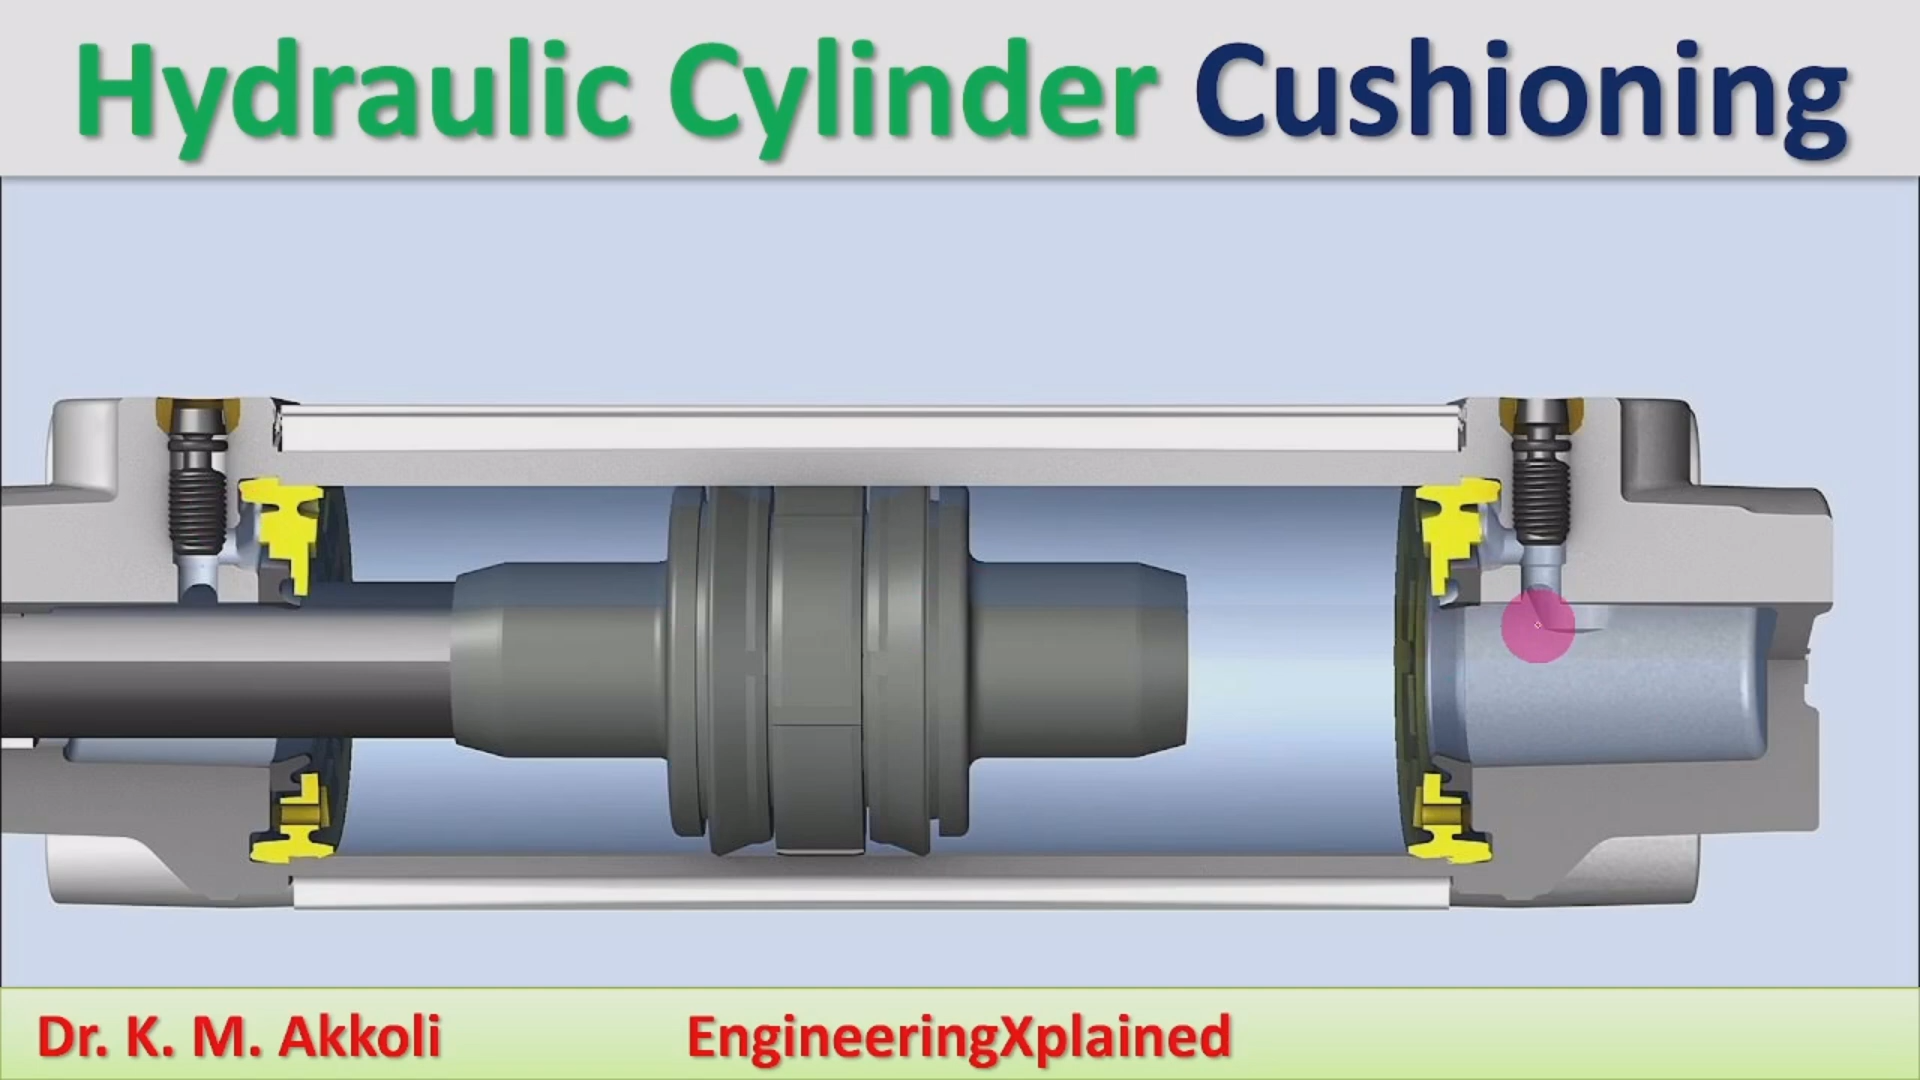 Hydraulic Cylinder Cushioning
Dr. K. M. Akkoli
EngineeringXplained